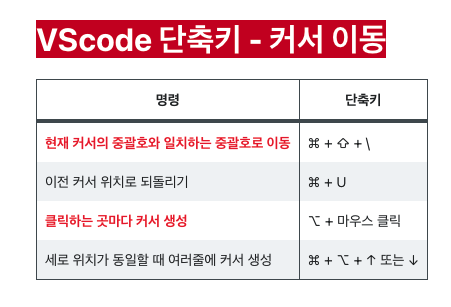 VScode 단축키 - 커서 이동
명령 단축키
현재 커서의 중괄호와 일치하는 중괄호로 이동 ⌘ + ⇧ + \
이전 커서 위치로 되돌리기 ⌘ + U
클릭하는 곳마다 커서 생성 ⌥ + 마우스 클릭
세로 위치가 동일할 때 여러줄에 커서 생성 ⌘ + ⌥ + ↑ 또는 ↓